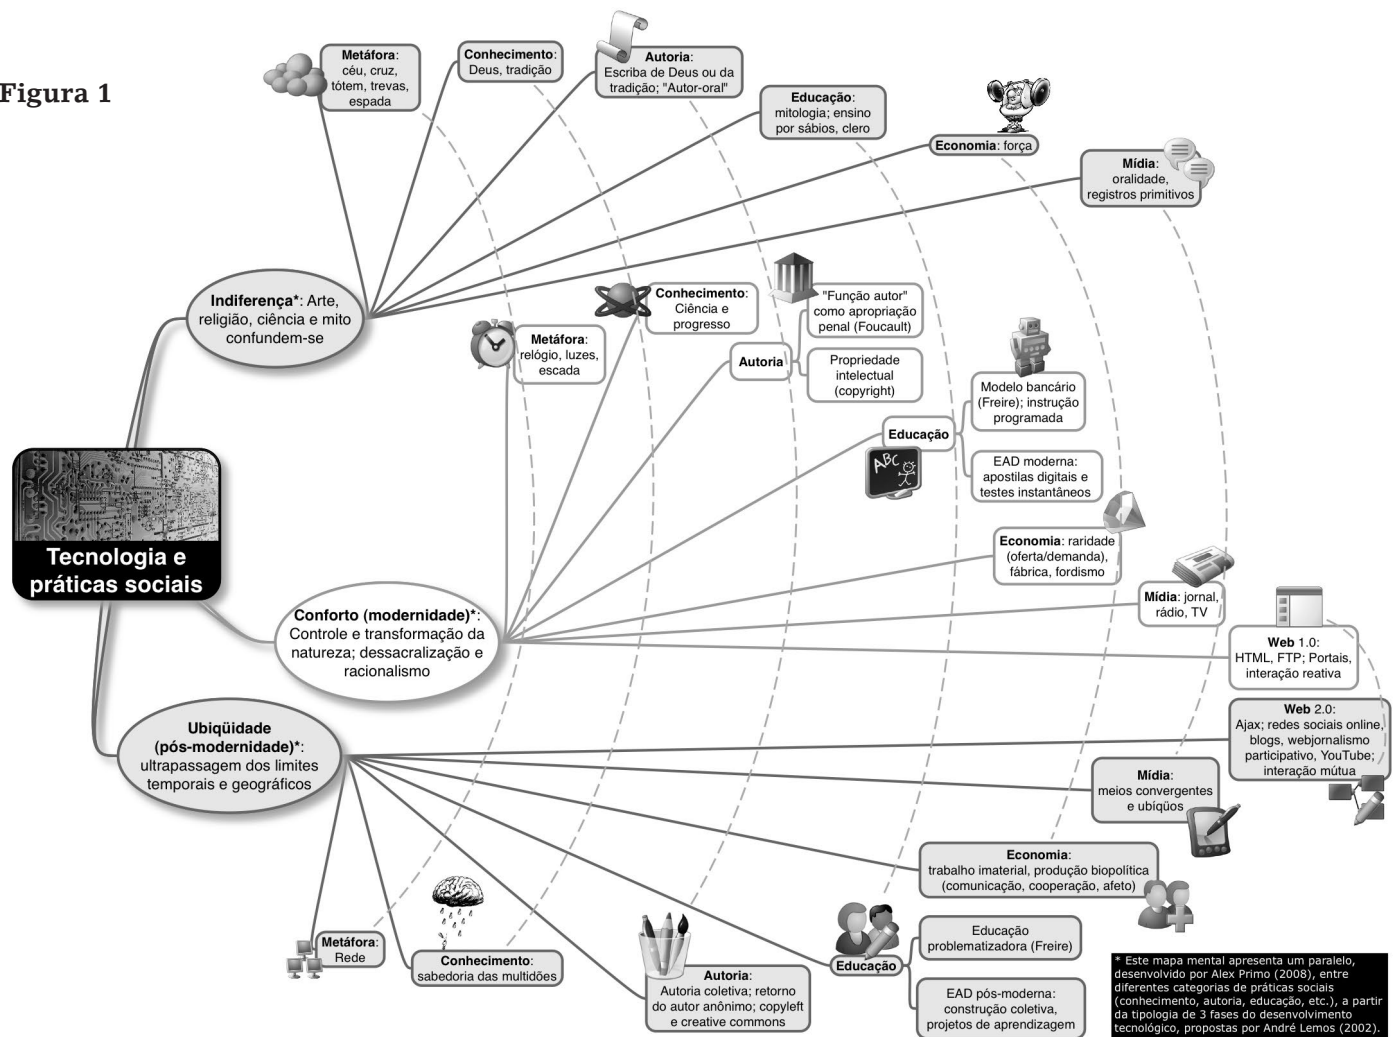 Figura 1
Metáfora:
céu, cruz,
tótem, trevas,
espada
Conhecimento:
Deus, tradição
Autoria:
Escriba de Deus ou da
tradição; "Autor-oral"
Educação:
mitologia; ensino
por sábios, clero
Economia: força
Mídia:
oralidade,
registros primitivos
Indiferença*: Arte,
religião, ciência e mito
confundem-se
Metáfora:
relógio, luzes,
escada
Conhecimento:
Ciência e
progresso
Autoria
"Função autor"
como apropriação
penal (Foucault)
Propriedade
intelectual
(copyright)
Educação
ABC
Modelo bancário
(Freire); instrução
programada
EAD moderna:
apostilas digitais e
testes instantâneos
Economia: raridade
(oferta/demanda),
fábrica, fordismo
Mídia: jornal,
rádio, TV
Web 1.0:
HTML, FTP; Portais,
interação reativa
Tecnologia e
práticas sociais
Conforto (modernidade)*:
Controle e transformação da
natureza; dessacralização e
racionalismo
Ubiqüidade
(pós-modernidade)*:
ultrapassagem dos limites
temporais e geográficos
Web 2.0:
Ajax; redes sociais online,
blogs, webjornalismo
participativo, YouTube;
interação mútua
Mídia:
meios convergentes
e ubíqüos
Economia:
trabalho imaterial, produção biopolítica
(comunicação, cooperação, afeto)
Educação
Educação
problematizadora (Freire)
EAD pós-moderna:
construção coletiva,
projetos de aprendizagem
Autoria:
Autoria coletiva; retorno
do autor anônimo; copyleft
e creative commons
Conhecimento:
sabedoria das multidões
Metáfora:
Rede
* Este mapa mental apresenta um paralelo,
desenvolvido por Alex Primo (2008), entre
diferentes categorias de práticas sociais
(conhecimento, autoria, educação, etc.), a partir
da tipologia de 3 fases do desenvolvimento
tecnológico, propostas por André Lemos (2002).